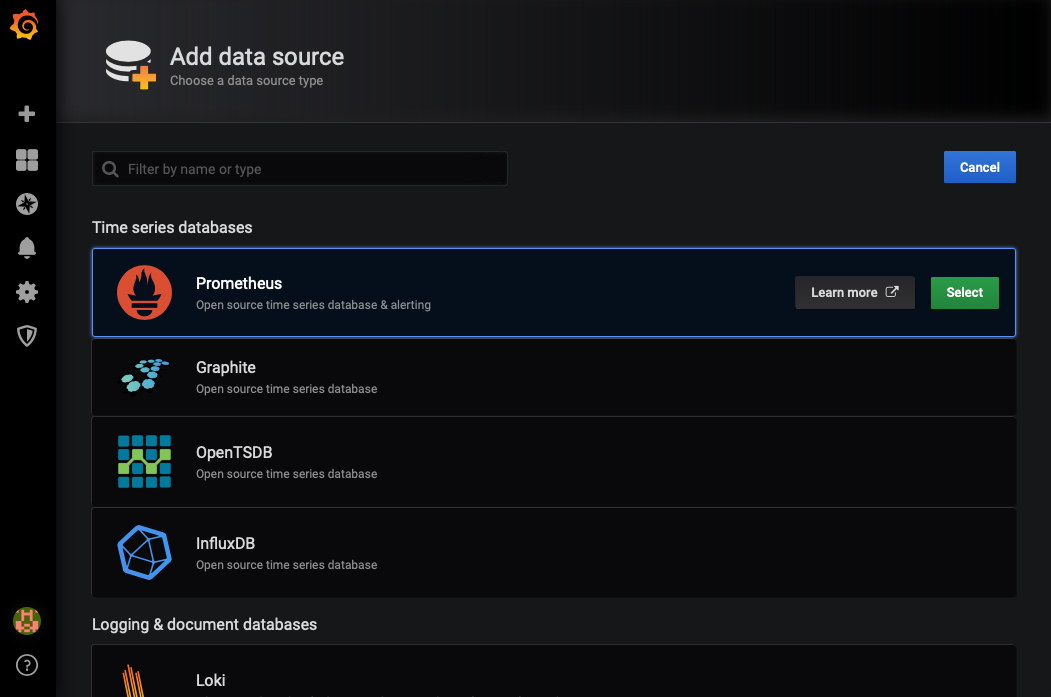 Add data source
Choose a data source type
Filter by name or type
Cancel
Time series databases
Prometheus
Open source time series database & alerting
Learn more
Select
Graphite
Open source time series database
OpenTSDB
Open source time series database
InfluxDB
Open source time series database
Logging & document databases
Loki
?